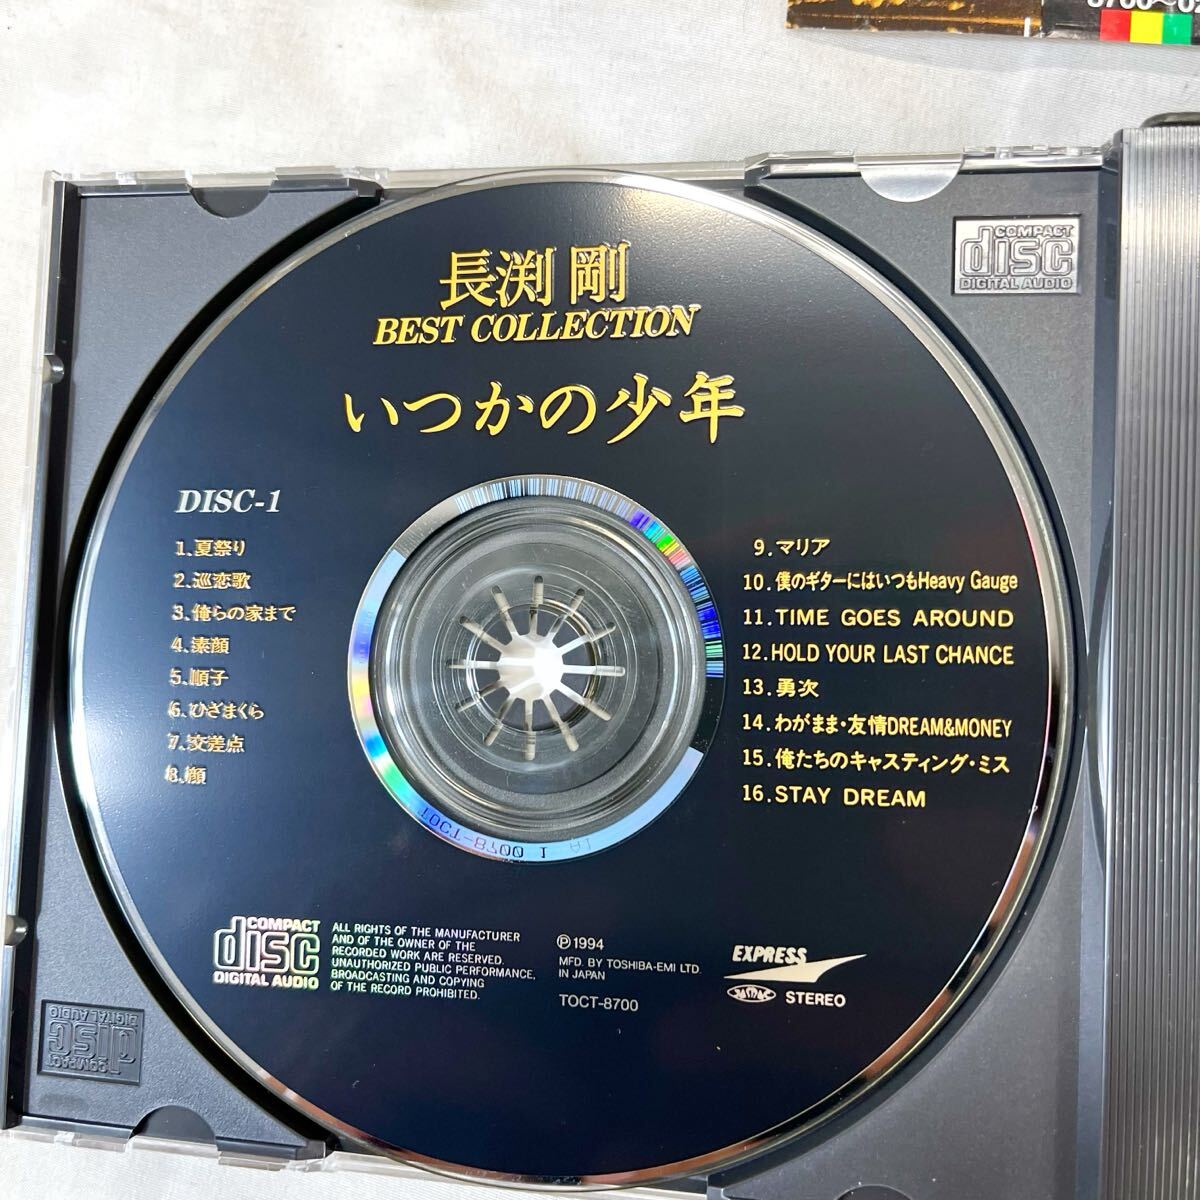 COMPACT
disc
DIGITAL AUDIO
長渕 剛
BEST COLLECTION
いつかの少年
DISC-1
1.夏祭り
2.巡恋歌
3.俺らの家まで
4.素顔
5.順子
6.ひざまくら
7.交差点
8.顔
9.マリア
10.僕のギターにはいつもHeavy Gauge
11.TIME GOES AROUND
12.HOLD YOUR LAST CHANCE
13.勇次
14.わがまま・友情DREAM&MONEY
15.俺たちのキャスティング・ミス
16.STAY DREAM
TOCT-8700 1
COMPACT
disc
DIGITAL AUDIO
ALL RIGHTS OF THE MANUFACTURER
AND OF THE OWNER OF THE
RECORDED WORK ARE RESERVED.
UNAUTHORIZED PUBLIC PERFORMANCE,
BROADCASTING AND COPYING
OF THE RECORD PROHIBITED.
℗1994
MFD. BY TOSHIBA-EMI LTD.
IN JAPAN
TOCT-8700
EXPRESS
STEREO
COMPACT
disc
DIGITAL AUDIO